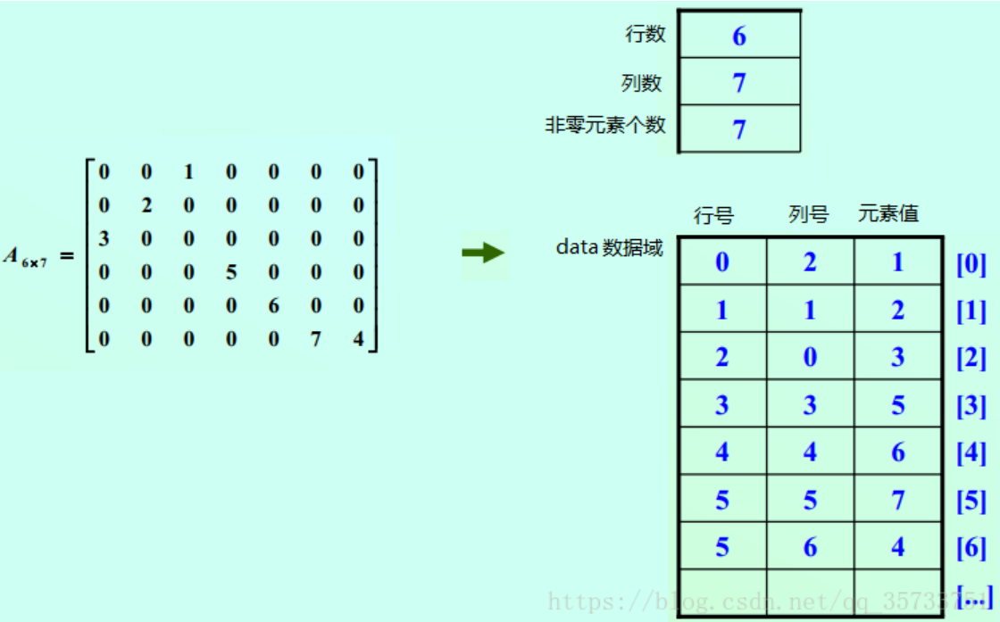 行数 6
列数 7
非零元素个数 7
A 6×7 =
0 0 1 0 0 0 0
0 2 0 0 0 0 0
3 0 0 0 0 0 0
0 0 0 5 0 0 0
0 0 0 0 6 0 0
0 0 0 0 0 7 4
行号 列号 元素值
data 数据域
0 2 1 [0]
1 1 2 [1]
2 0 3 [2]
3 3 5 [3]
4 4 6 [4]
5 5 7 [5]
5 6 4 [6]
[...]
https://blog.csdn.net/qq_35733751